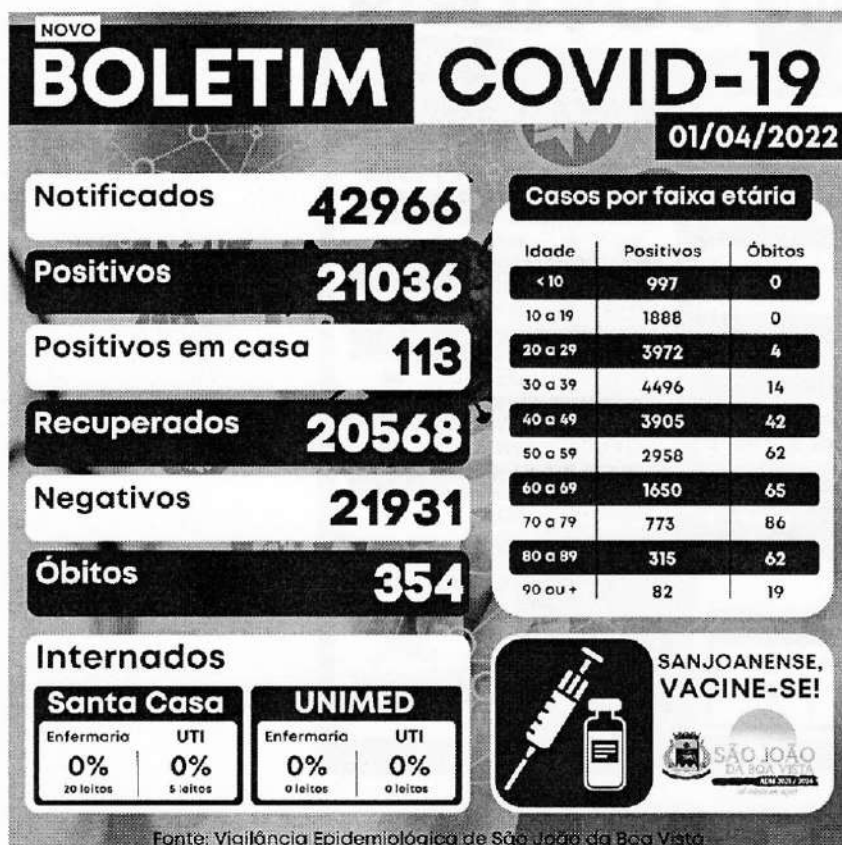 NOVO
BOLETIM COVID-19
01/04/2022
Notificados 42966
Positivos 21036
Positivos em casa 113
Recuperados 20568
Negativos 21931
Óbitos 354
Casos por faixa etária
Idade Positivos Óbitos
< 10 997 0
10 a 19 1888 0
20 a 29 3972 4
30 a 39 4496 14
40 a 49 3905 42
50 a 59 2958 62
60 a 69 1650 65
70 a 79 773 86
80 a 89 315 62
90 ou + 82 19
Internados
Santa Casa
Enfermaria UTI
0% 0%
20 leitos 5 leitos
UNIMED
Enfermaria UTI
0% 0%
0 leitos 0 leitos
SANJOANENSE,
VACINE-SE!
SÃO JOÃO
DA BOA VISTA
ADM 2021 / 2024
Fonte: Vigilância Epidemiológica de São João da Boa Vista